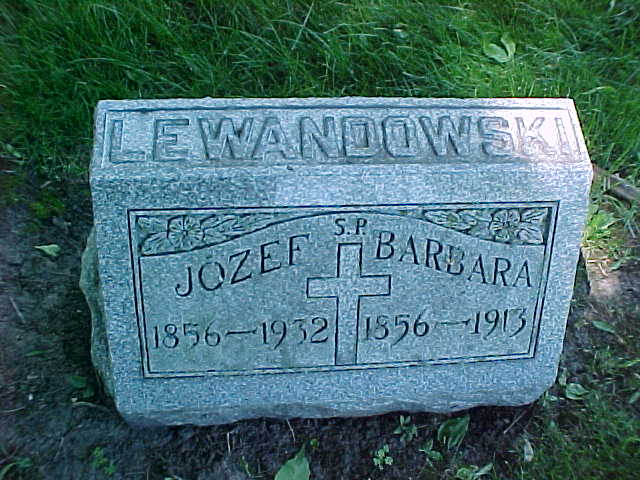 LEWANDOWSKI
S.P.
JOZEF BARBARA
1856-1932 1856-1913